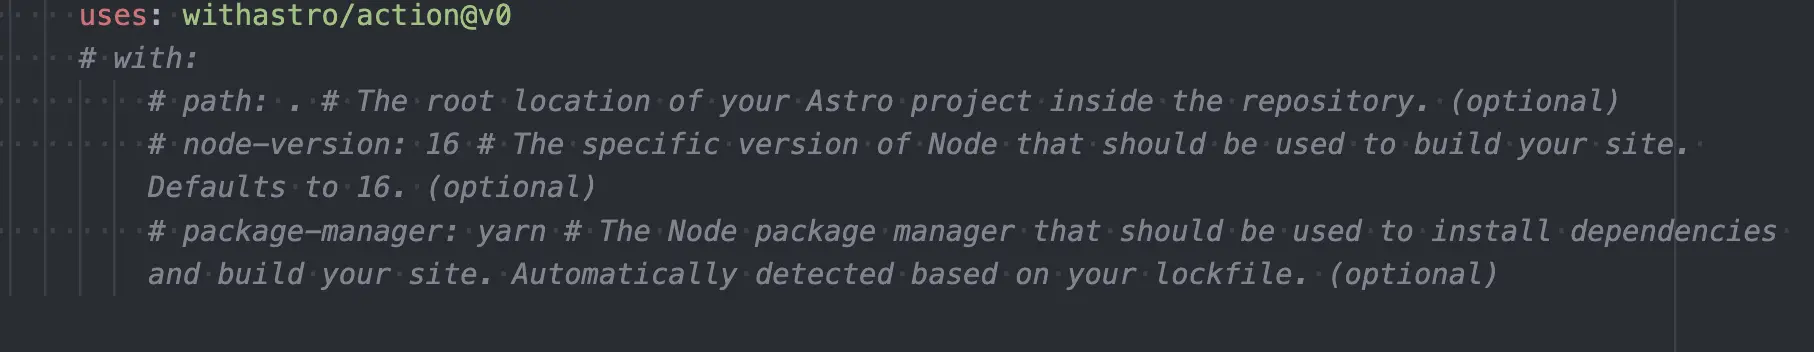 uses: withastro/action@v0
# with:
# path: . # The root location of your Astro project inside the repository. (optional)
# node-version: 16 # The specific version of Node that should be used to build your site.
Defaults to 16. (optional)
# package-manager: yarn # The Node package manager that should be used to install dependencies
and build your site. Automatically detected based on your lockfile. (optional)